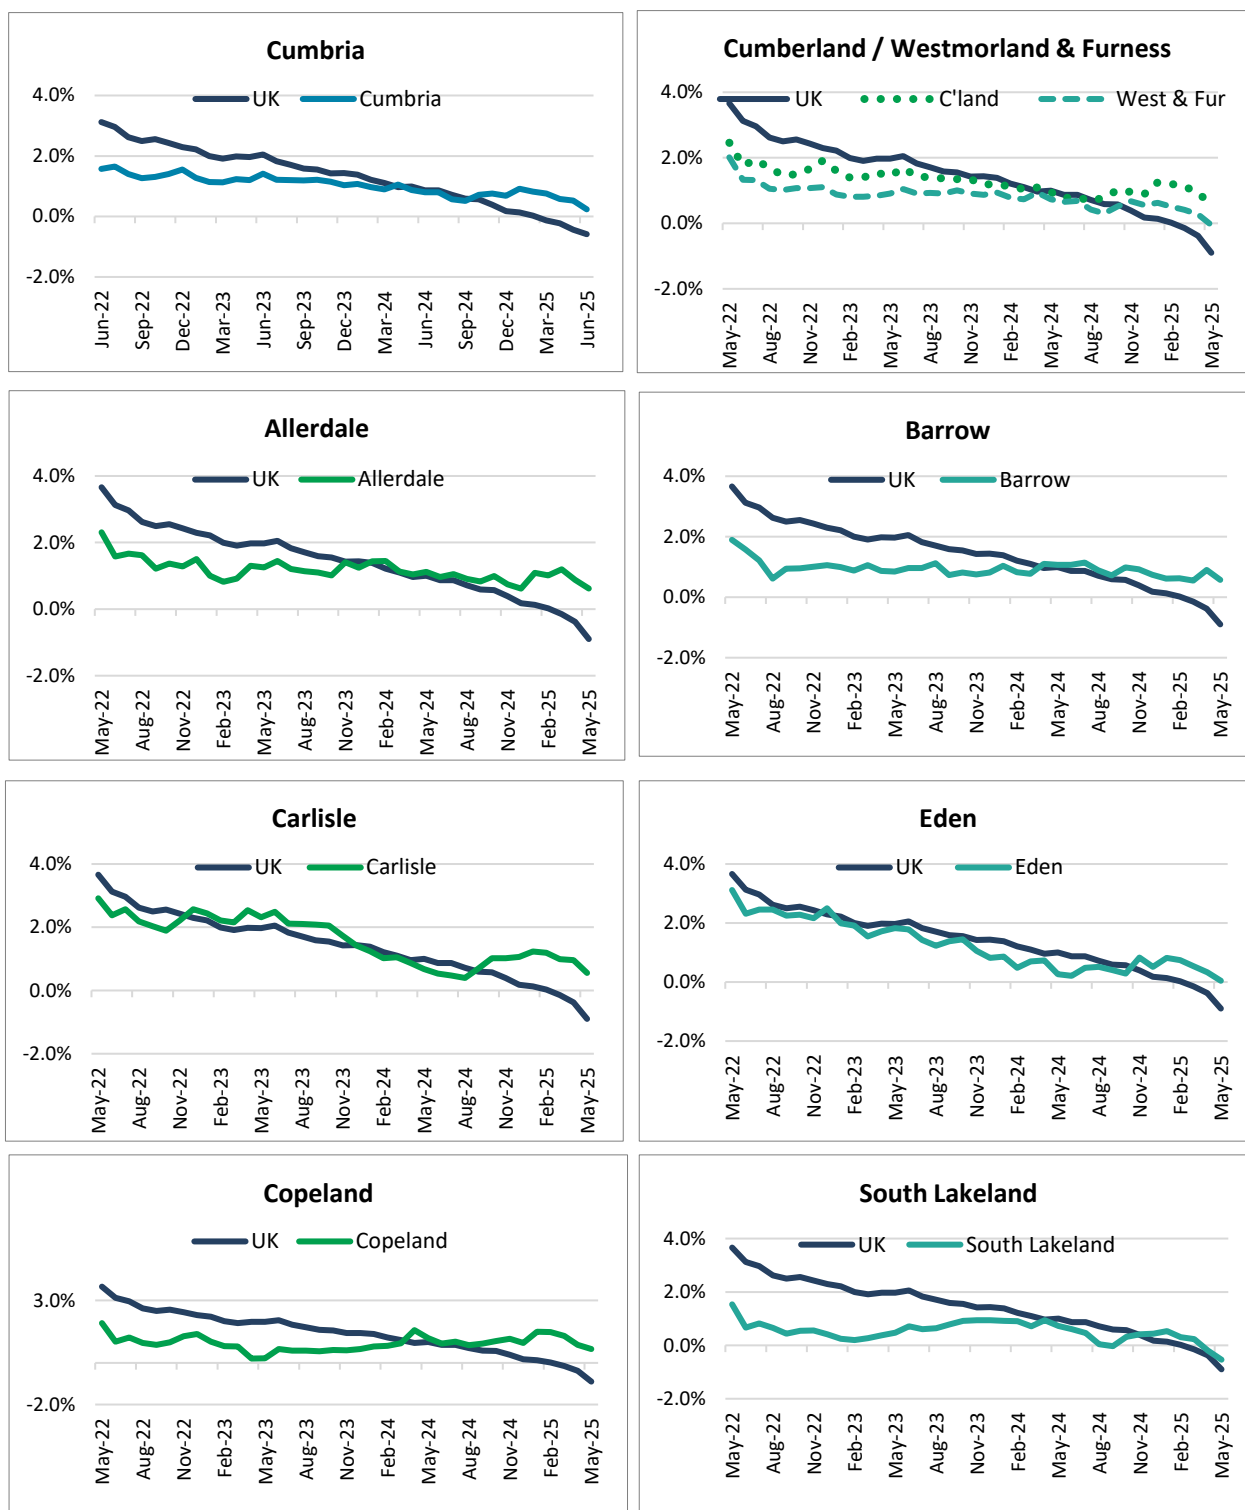 Cumbria
UK Cumbria
4.0%
2.0%
0.0%
-2.0%
Jun-22 Sep-22 Dec-22 Mar-23 Jun-23 Sep-23 Dec-23 Mar-24 Jun-24 Sep-24 Dec-24 Mar-25 Jun-25
Cumberland / Westmorland & Furness
UK C'land West & Fur
4.0%
2.0%
0.0%
-2.0%
May-22 Aug-22 Nov-22 Feb-23 May-23 Aug-23 Nov-23 Feb-24 May-24 Aug-24 Nov-24 Feb-25 May-25
Allerdale
UK Allerdale
4.0%
2.0%
0.0%
-2.0%
May-22 Aug-22 Nov-22 Feb-23 May-23 Aug-23 Nov-23 Feb-24 May-24 Aug-24 Nov-24 Feb-25 May-25
Barrow
UK Barrow
4.0%
2.0%
0.0%
-2.0%
May-22 Aug-22 Nov-22 Feb-23 May-23 Aug-23 Nov-23 Feb-24 May-24 Aug-24 Nov-24 Feb-25 May-25
Carlisle
UK Carlisle
4.0%
2.0%
0.0%
-2.0%
May-22 Aug-22 Nov-22 Feb-23 May-23 Aug-23 Nov-23 Feb-24 May-24 Aug-24 Nov-24 Feb-25 May-25
Eden
UK Eden
4.0%
2.0%
0.0%
-2.0%
May-22 Aug-22 Nov-22 Feb-23 May-23 Aug-23 Nov-23 Feb-24 May-24 Aug-24 Nov-24 Feb-25 May-25
Copeland
UK Copeland
3.0%
-2.0%
May-22 Aug-22 Nov-22 Feb-23 May-23 Aug-23 Nov-23 Feb-24 May-24 Aug-24 Nov-24 Feb-25 May-25
South Lakeland
UK South Lakeland
4.0%
2.0%
0.0%
-2.0%
May-22 Aug-22 Nov-22 Feb-23 May-23 Aug-23 Nov-23 Feb-24 May-24 Aug-24 Nov-24 Feb-25 May-25